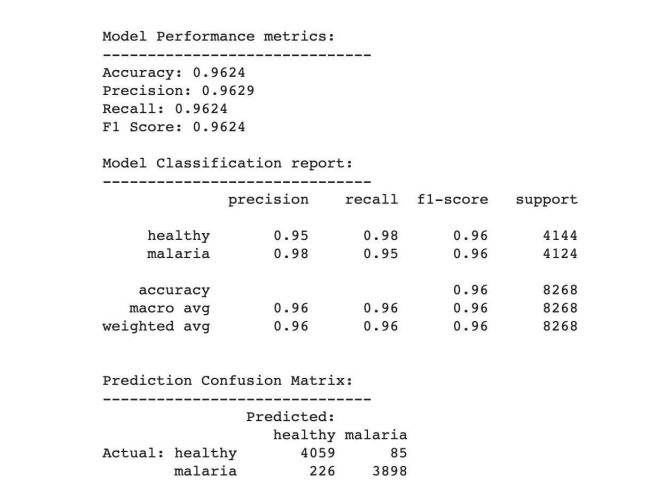 Model Performance metrics:
------------------------------
Accuracy: 0.9624
Precision: 0.9629
Recall: 0.9624
F1 Score: 0.9624
Model Classification report:
------------------------------
precision recall f1-score support
healthy 0.95 0.98 0.96 4144
malaria 0.98 0.95 0.96 4124
accuracy 0.96 8268
macro avg 0.96 0.96 0.96 8268
weighted avg 0.96 0.96 0.96 8268
Prediction Confusion Matrix:
------------------------------
Predicted:
healthy malaria
Actual: healthy 4059 85
malaria 226 3898